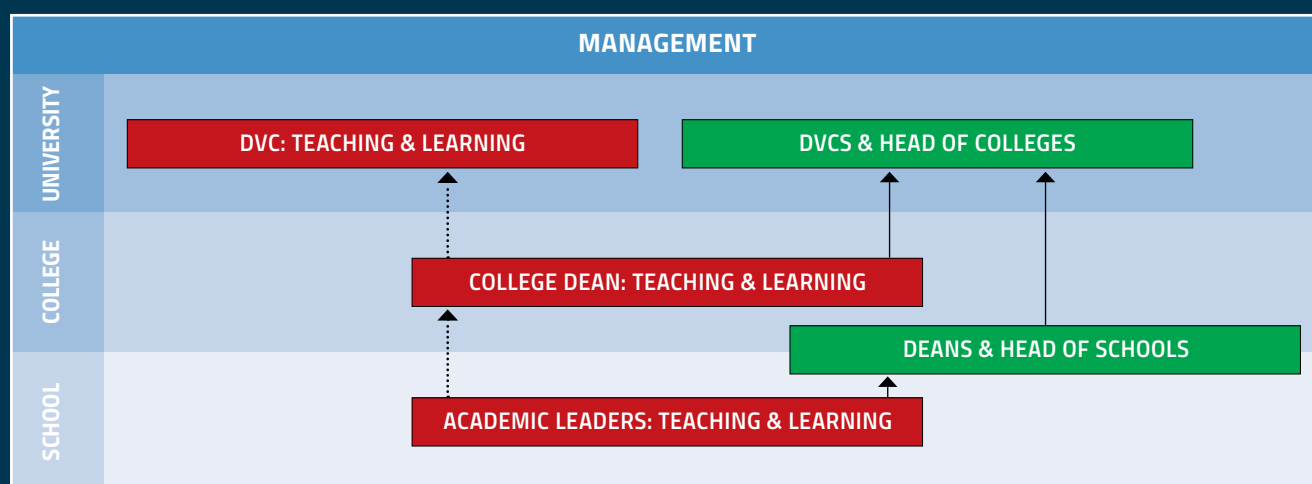 MANAGEMENT
UNIVERSITY
DVC: TEACHING & LEARNING
DVCS & HEAD OF COLLEGES
COLLEGE
COLLEGE DEAN: TEACHING & LEARNING
DEANS & HEAD OF SCHOOLS
SCHOOL
ACADEMIC LEADERS: TEACHING & LEARNING